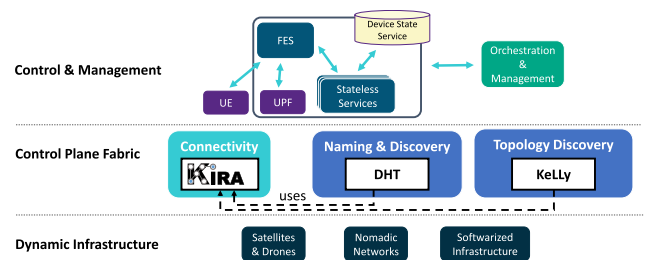 Device State
Service
FES
Control & Management
Orchestration
&
Management
Stateless
Services
UE
UPF
Control Plane Fabric
Connectivity
Naming & Discovery
Topology Discovery
KIRA
DHT
KeLLy
uses
Dynamic Infrastructure
Satellites
& Drones
Nomadic
Networks
Softwarized
Infrastructure